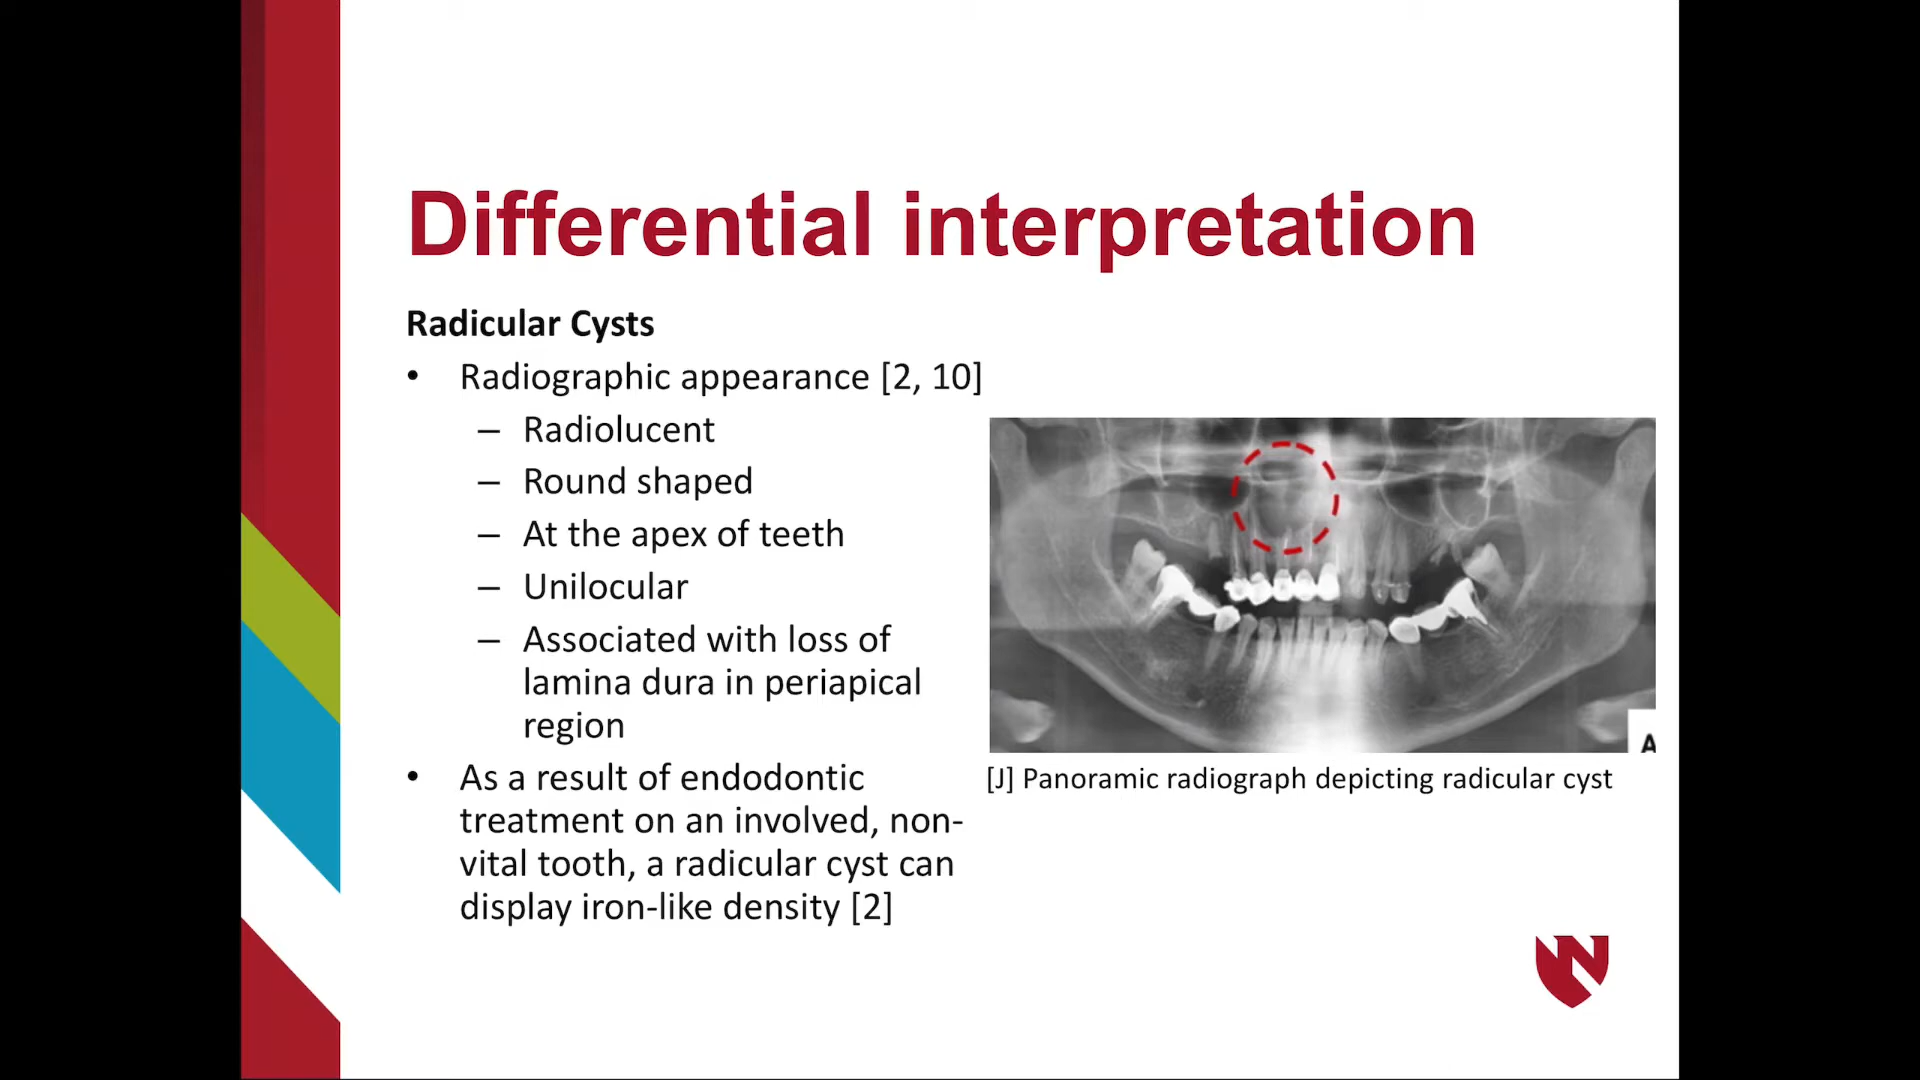 Differential interpretation
Radicular Cysts
• Radiographic appearance [2, 10]
– Radiolucent
– Round shaped
– At the apex of teeth
– Unilocular
– Associated with loss of
lamina dura in periapical
region
• As a result of endodontic
treatment on an involved, non-
vital tooth, a radicular cyst can
display iron-like density [2]
A
[J] Panoramic radiograph depicting radicular cyst
N